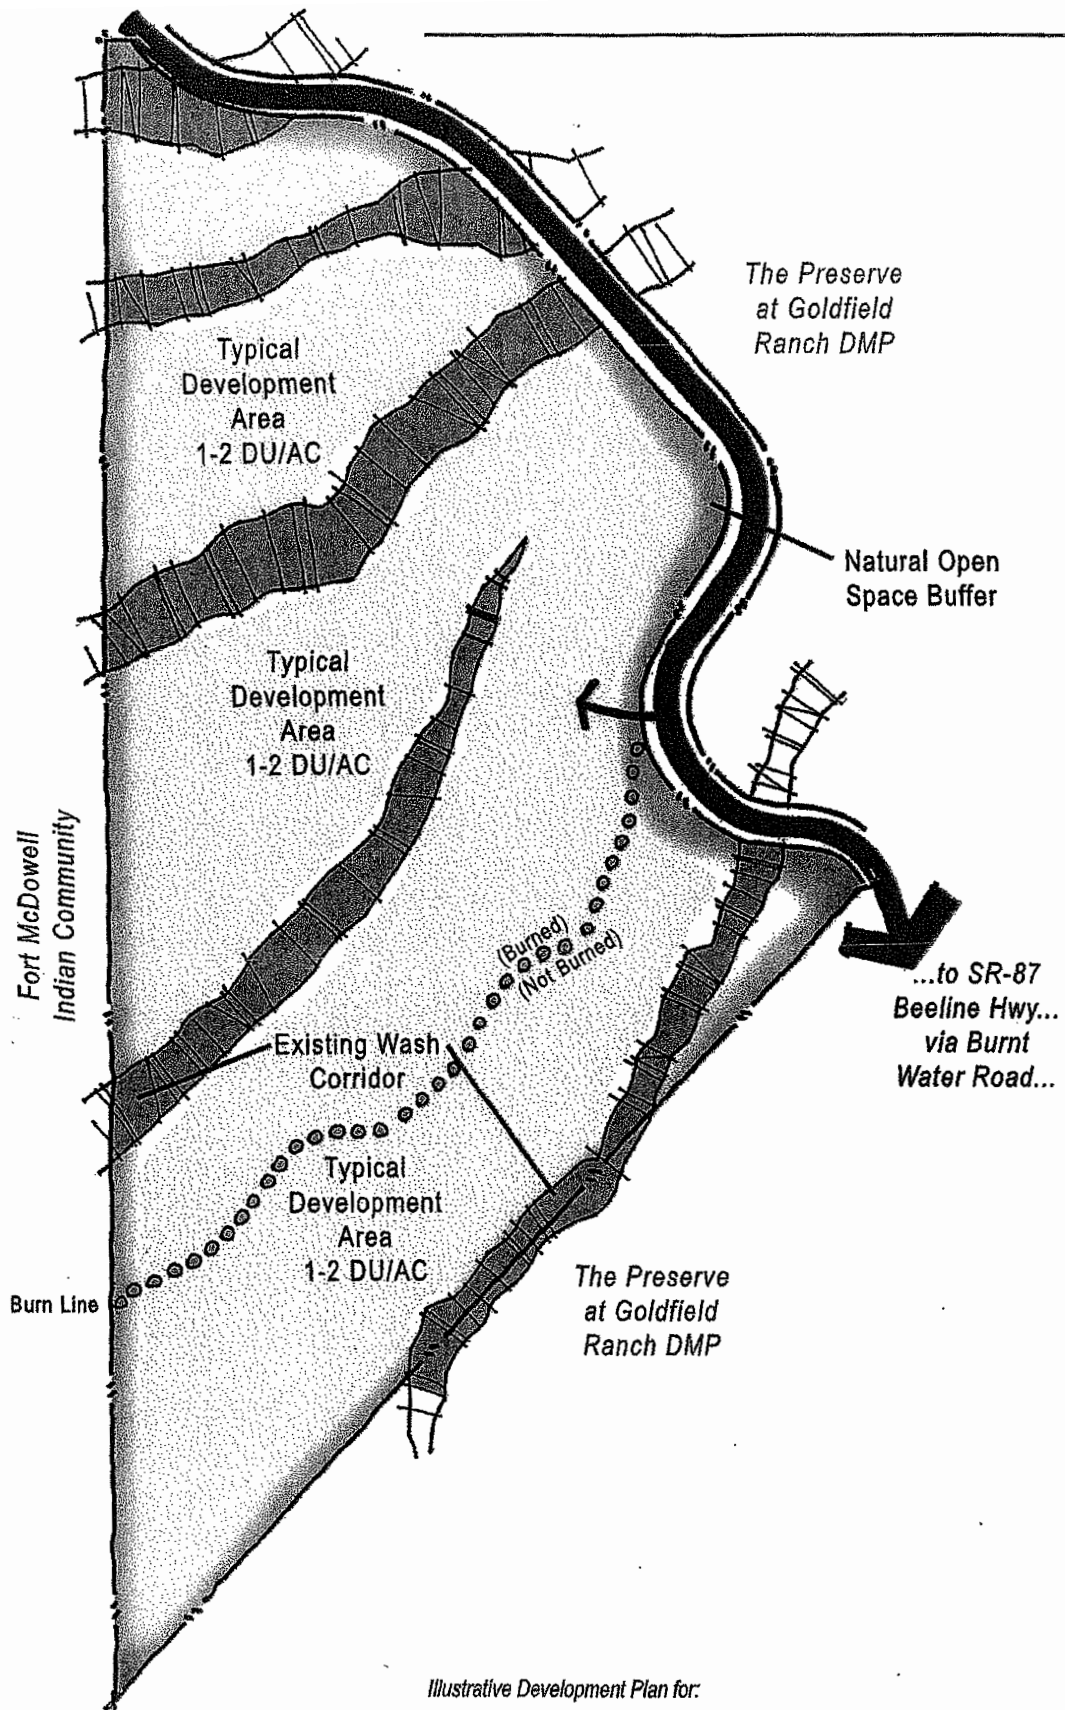 The Preserve
at Goldfield
Ranch DMP
Typical
Development
Area
1-2 DU/AC
Natural Open
Space Buffer
Typical
Development
Area
1-2 DU/AC
Fort McDowell
Indian Community
(Burned)
(Not Burned)
...to SR-87
Beeline Hwy...
via Burnt
Water Road...
Existing Wash
Corridor
Typical
Development
Area
1-2 DU/AC
Burn Line
The Preserve
at Goldfield
Ranch DMP
Illustrative Development Plan for: